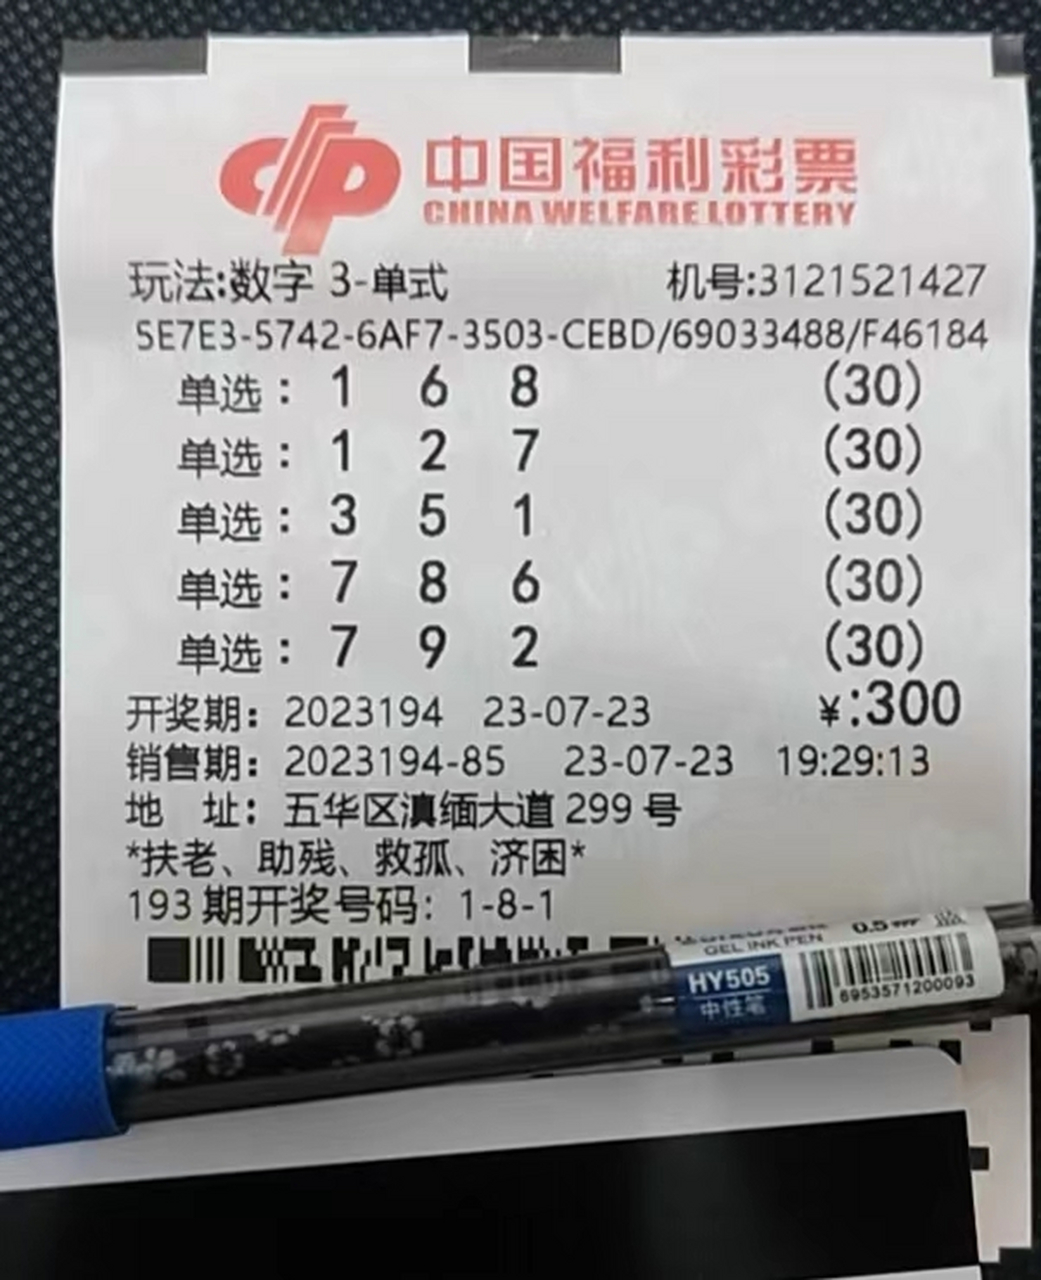 中国福利彩票
CHINA WELFARE LOTTERY
玩法:数字 3-单式 机号:3121521427
5E7E3-5742-6AF7-3503-CEBD/69033488/F46184
单选: 1 6 8 (30)
单选: 1 2 7 (30)
单选: 3 5 1 (30)
单选: 7 8 6 (30)
单选: 7 9 2 (30)
开奖期: 2023194 23-07-23 ¥:300
销售期: 2023194-85 23-07-23 19:29:13
地 址: 五华区滇缅大道 299 号
*扶老、助残、救孤、济困*
193 期开奖号码: 1-8-1
GEL INK PEN 0.5
HY505
中性笔
6953571200093